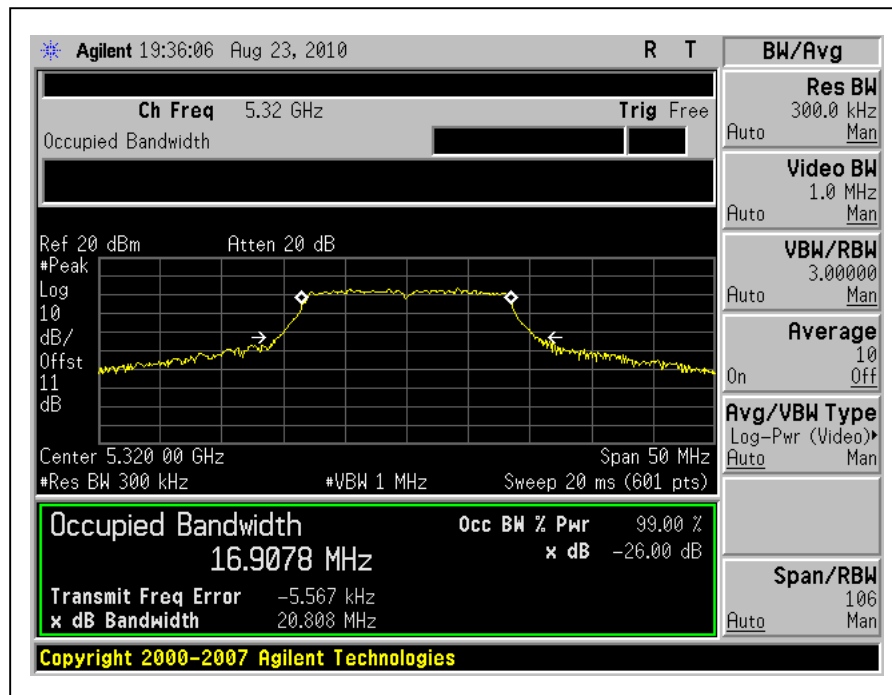 Agilent 19:36:06 Aug 23, 2010 R T
BW/Avg
Ch Freq 5.32 GHz Trig Free
Occupied Bandwidth
Res BW
300.0 kHz
Auto Man
Video BW
1.0 MHz
Auto Man
VBW/RBW
3.00000
Auto Man
Average
10
On Off
Avg/VBW Type
Log-Pwr (Video)
Auto Man
Span/RBW
106
Auto Man
Ref 20 dBm Atten 20 dB
#Peak
Log
10
dB/
Offst
11
dB
Center 5.320 00 GHz Span 50 MHz
#Res BW 300 kHz #VBW 1 MHz Sweep 20 ms (601 pts)
Occupied Bandwidth Occ BW % Pwr 99.00 %
16.9078 MHz x dB -26.00 dB
Transmit Freq Error -5.567 kHz
x dB Bandwidth 20.808 MHz
Copyright 2000-2007 Agilent Technologies